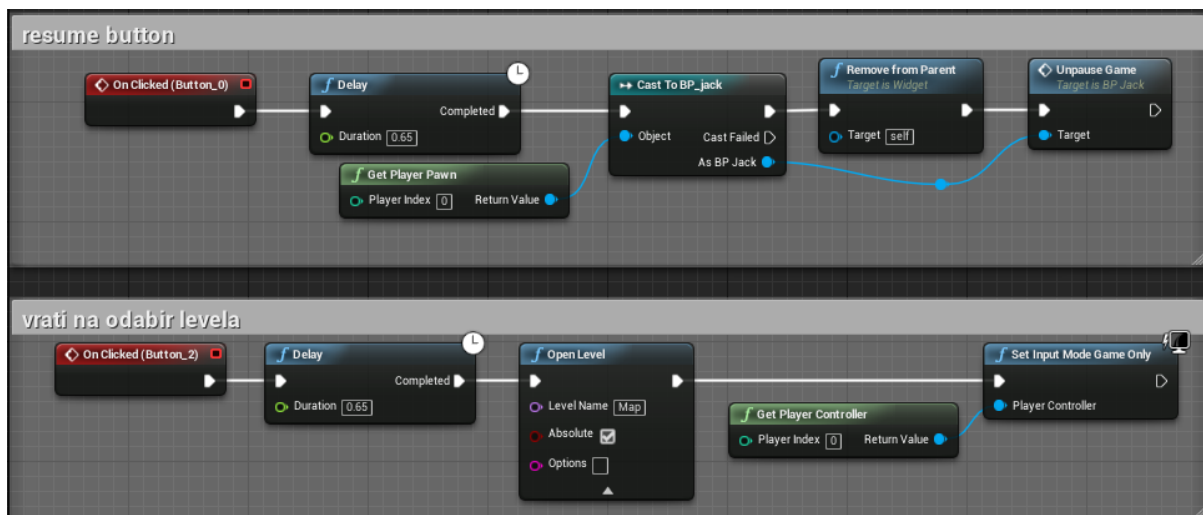 resume button
On Clicked (Button_0)
f Delay
Completed
Duration 0.65
f Get Player Pawn
Player Index 0 Return Value
Cast To BP_jack
Object Cast Failed
As BP Jack
f Remove from Parent
Target is Widget
Target self
Unpause Game
Target is BP Jack
Target
vrati na odabir levela
On Clicked (Button_2)
f Delay
Completed
Duration 0.65
f Open Level
Level Name Map
Absolute
Options
f Get Player Controller
Player Index 0 Return Value
f Set Input Mode Game Only
Player Controller